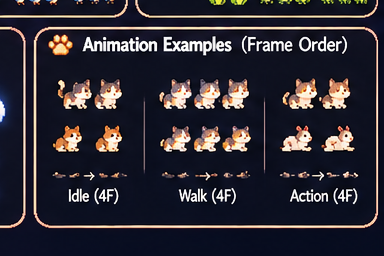 Animation Examples (Frame Order)
Idle (4F)
Walk (4F)
Action (4F)